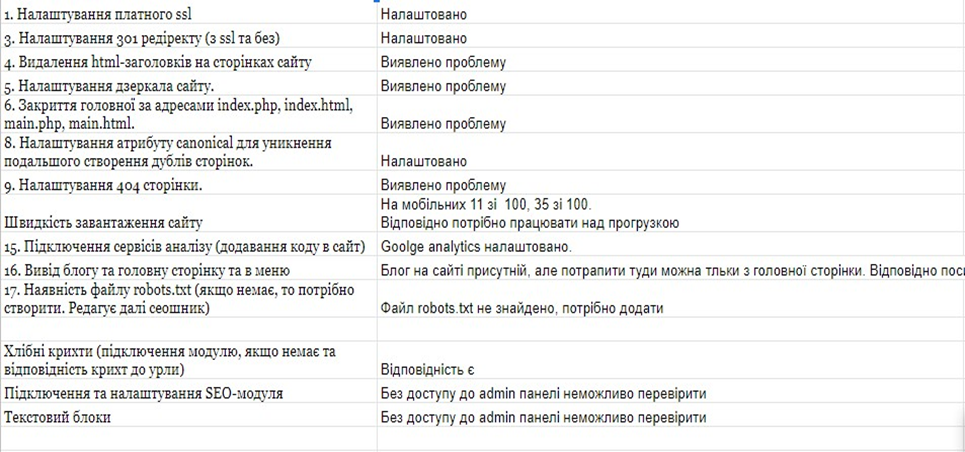 1. Налаштування платного ssl
Налаштовано
3. Налаштування 301 редіректу (з ssl та без)
Налаштовано
4. Видалення html-заголовків на сторінках сайту
Виявлено проблему
5. Налаштування дзеркала сайту.
Виявлено проблему
6. Закриття головної за адресами index.php, index.html,
main.php, main.html.
Виявлено проблему
8. Налаштування атрибуту canonical для уникнення
подальшого створення дублів сторінок.
Налаштовано
9. Налаштування 404 сторінки.
Виявлено проблему
Швидкість завантаження сайту
На мобільних 11 зі 100, 35 зі 100.
Відповідно потрібно працювати над прогрузкою
15. Підключення сервісів аналізу (додавання коду в сайт)
Goolge analytics налаштовано.
16. Вивід блогу та головну сторінку та в меню
Блог на сайті присутній, але потрапити туди можна тльки з головної сторінки. Відповідно
17. Наявність файлу robots.txt (якщо немає, то потрібно
створити. Редагує далі сеошник)
Файл robots.txt не знайдено, потрібно додати
Хлібні крихти (підключення модулю, якщо немає та
відповідність крихт до урли)
Відповідність є
Підключення та налаштування SEO-модуля
Без доступу до admin панелі неможливо перевірити
Текстовий блоки
Без доступу до admin панелі неможливо перевірити